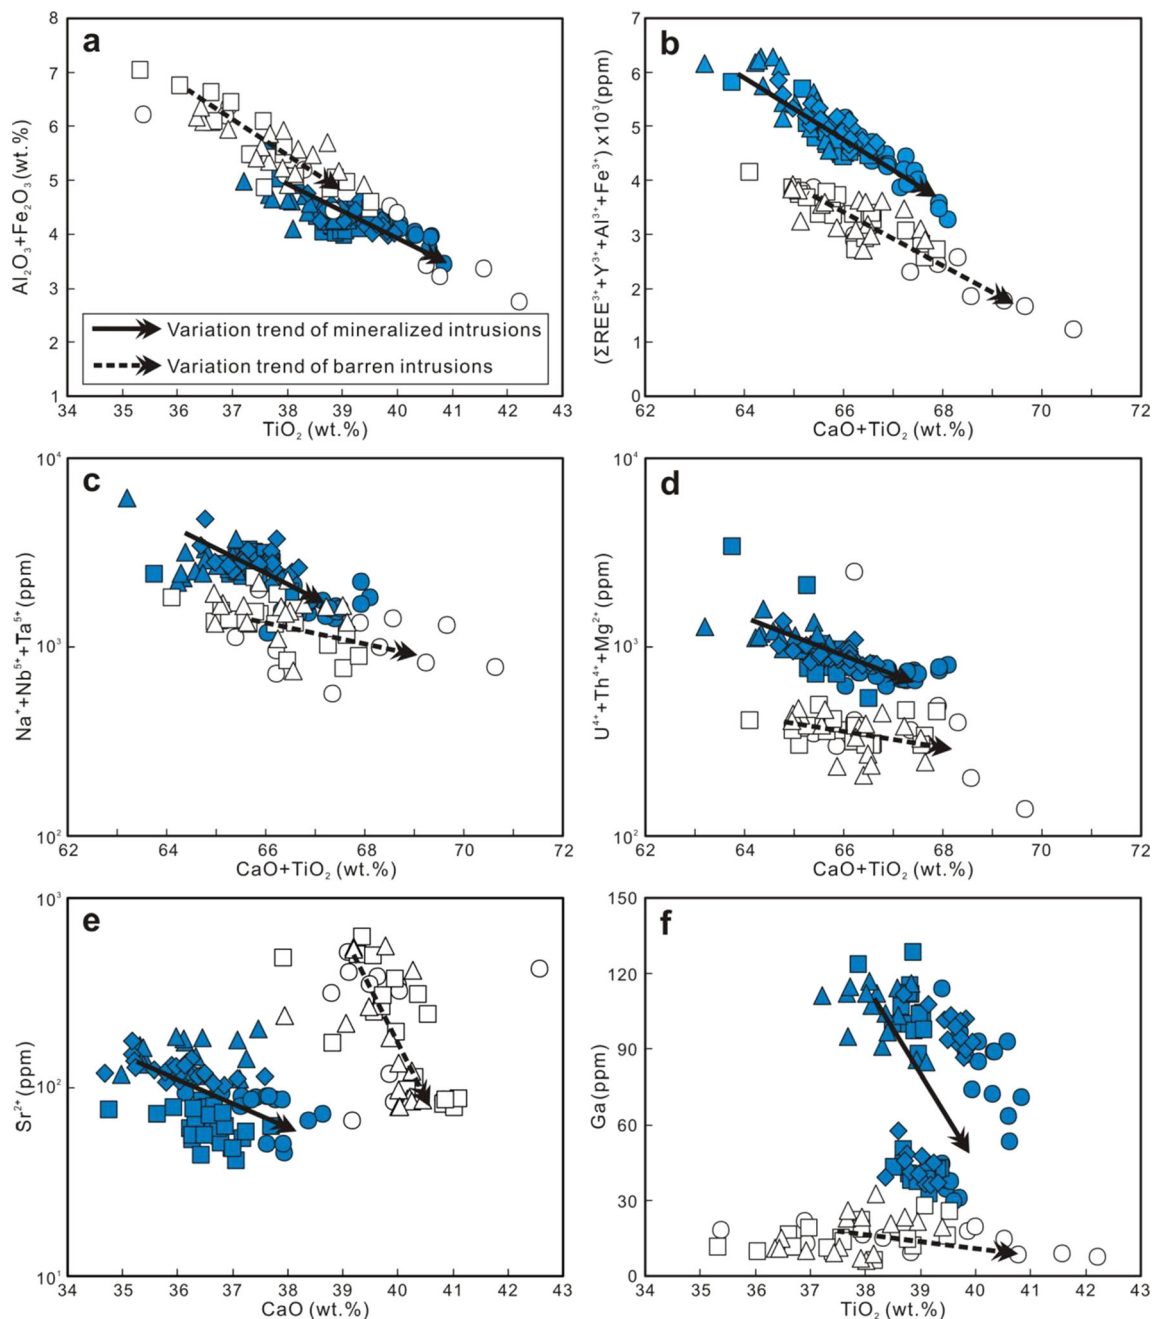 a
8
7
6
5
4
3
2
1
Al₂O₃+Fe₂O₃ (wt.%)
Variation trend of mineralized intrusions
Variation trend of barren intrusions
34 35 36 37 38 39 40 41 42 43
TiO₂ (wt.%)
b
7
6
5
4
3
2
1
0
(ΣREE³⁺+Y³⁺+Al³⁺+Fe³⁺) x10³(ppm)
62 64 66 68 70 72
CaO+TiO₂ (wt.%)
c
10⁴
10³
10²
Na⁺+Nb⁵⁺+Ta⁵⁺ (ppm)
62 64 66 68 70 72
CaO+TiO₂ (wt.%)
d
10⁴
10³
10²
U⁴⁺+Th⁴⁺+Mg²⁺ (ppm)
62 64 66 68 70 72
CaO+TiO₂ (wt.%)
e
10³
10²
10¹
Sr²⁺ (ppm)
34 35 36 37 38 39 40 41 42 43
CaO (wt.%)
f
150
120
90
60
30
0
Ga (ppm)
34 35 36 37 38 39 40 41 42 43
TiO₂ (wt.%)